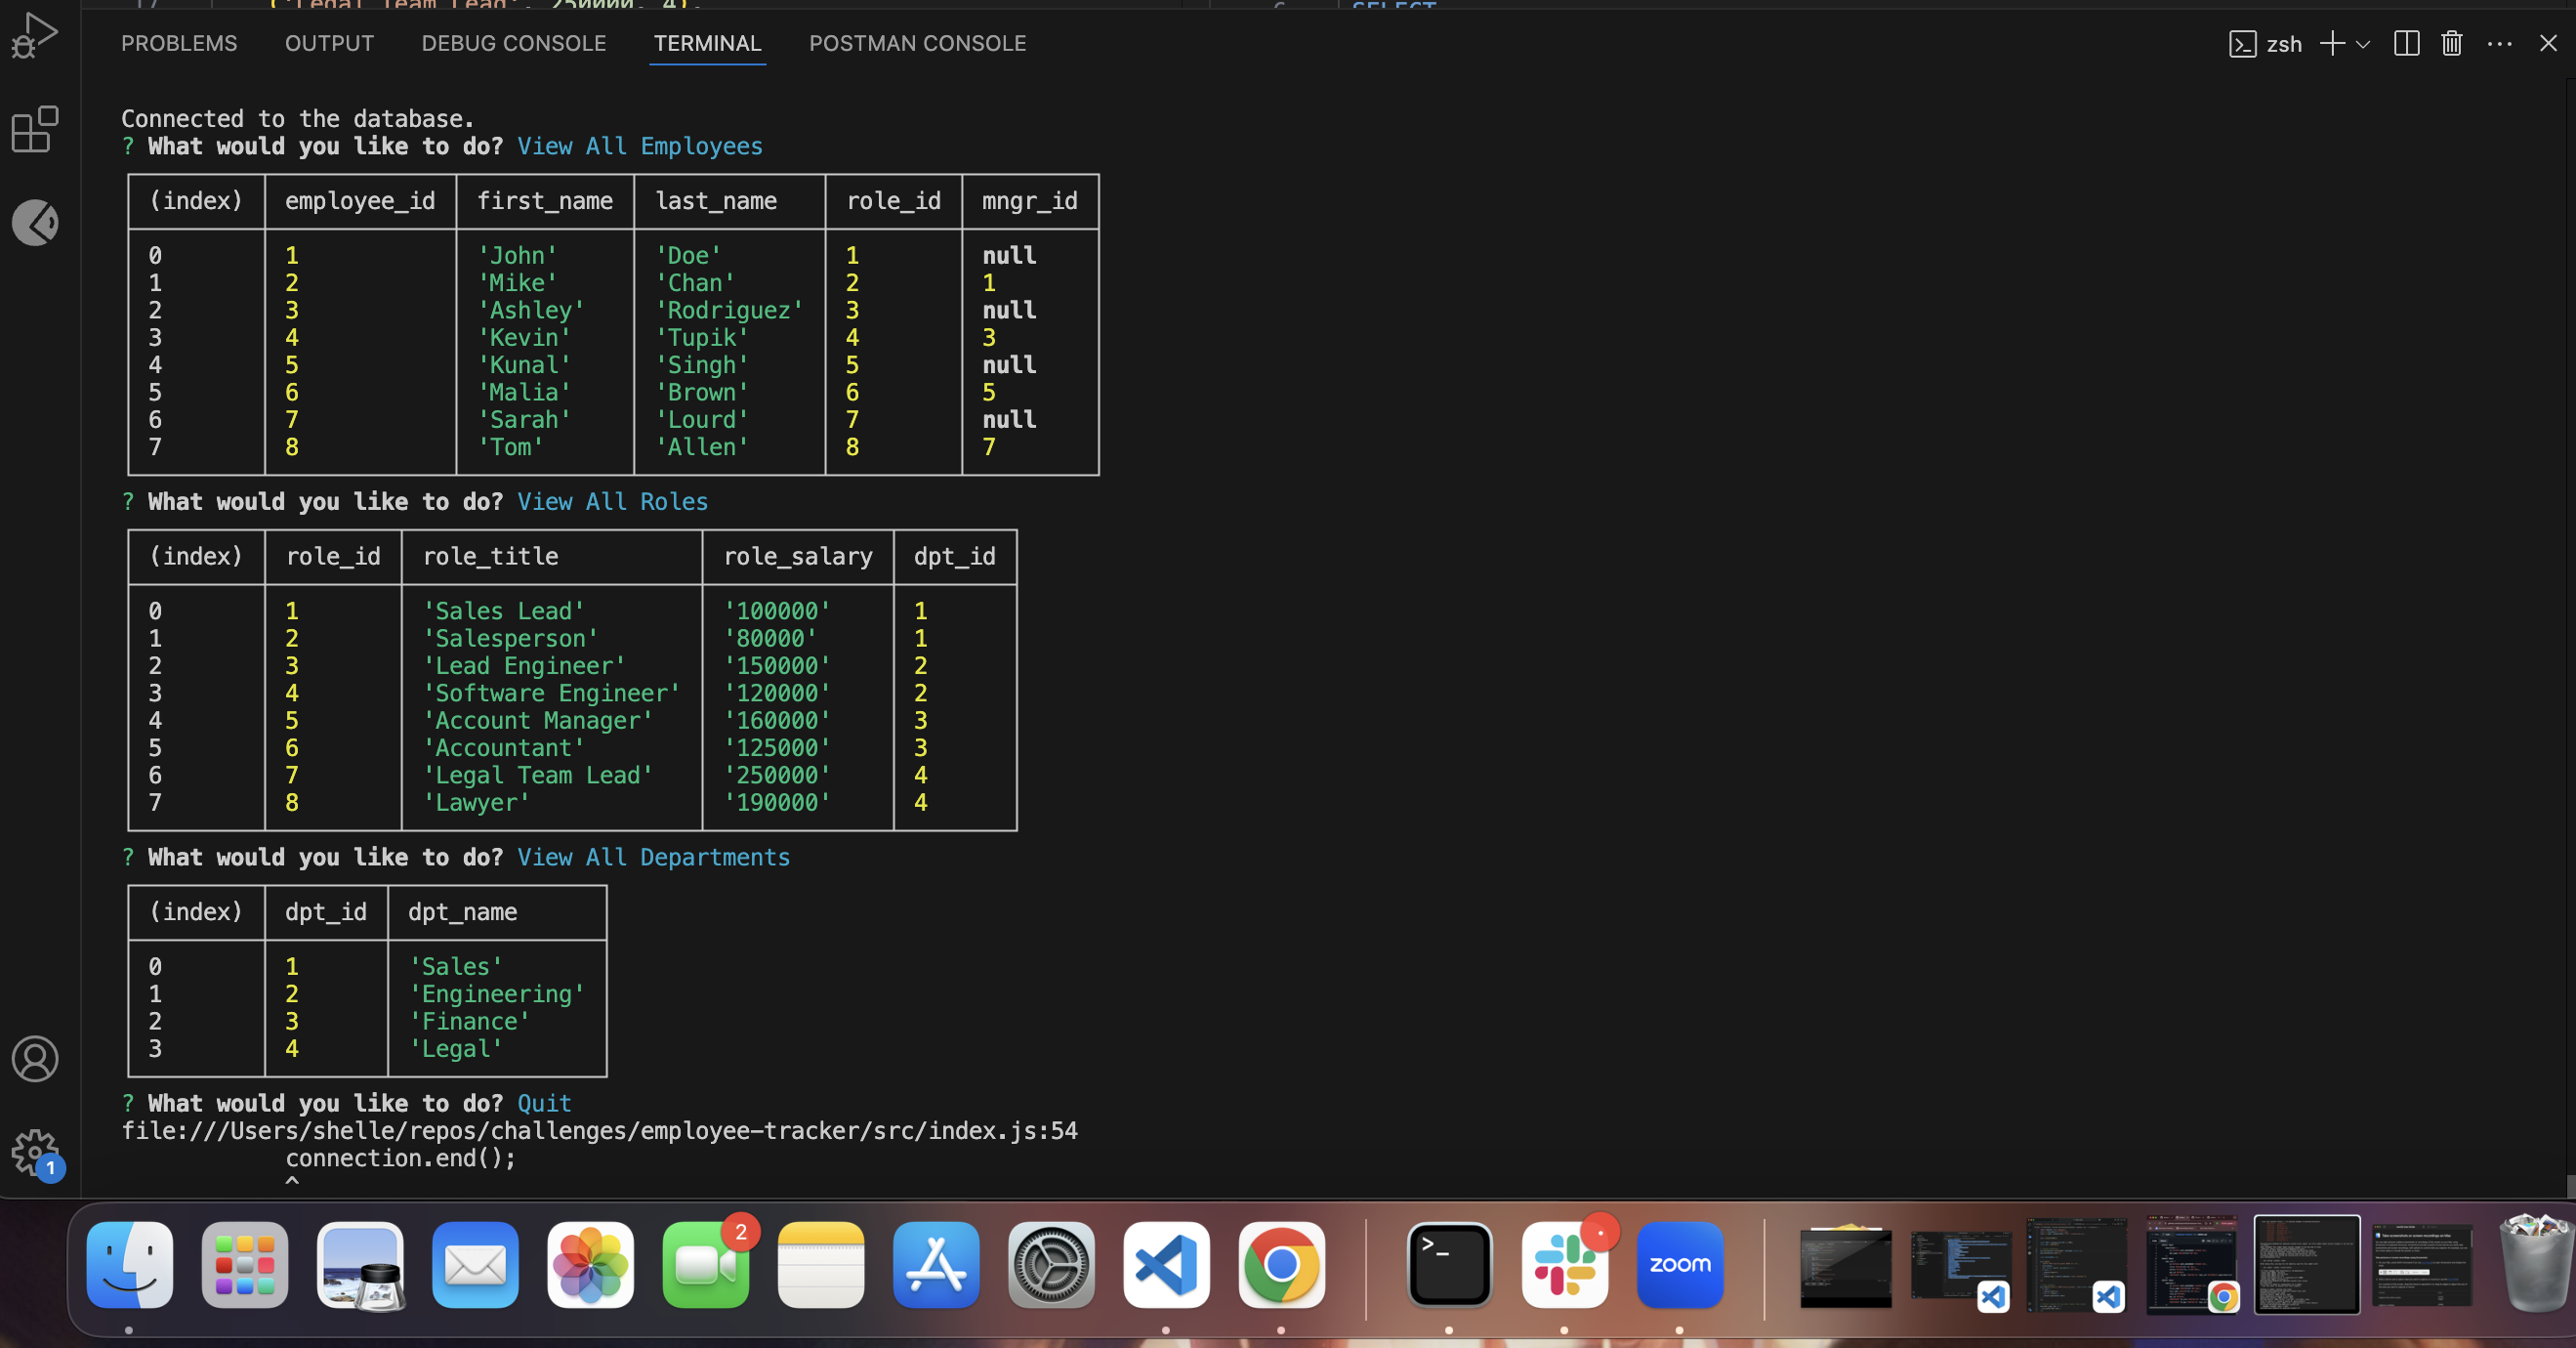 ('Legal Team Lead', 250000, 4),
6 SELECT
PROBLEMS OUTPUT DEBUG CONSOLE TERMINAL POSTMAN CONSOLE zsh
Connected to the database.
? What would you like to do? View All Employees
(index) employee_id first_name last_name role_id mngr_id
0 1 'John' 'Doe' 1 null
1 2 'Mike' 'Chan' 2 1
2 3 'Ashley' 'Rodriguez' 3 null
3 4 'Kevin' 'Tupik' 4 3
4 5 'Kunal' 'Singh' 5 null
5 6 'Malia' 'Brown' 6 5
6 7 'Sarah' 'Lourd' 7 null
7 8 'Tom' 'Allen' 8 7
? What would you like to do? View All Roles
(index) role_id role_title role_salary dpt_id
0 1 'Sales Lead' '100000' 1
1 2 'Salesperson' '80000' 1
2 3 'Lead Engineer' '150000' 2
3 4 'Software Engineer' '120000' 2
4 5 'Account Manager' '160000' 3
5 6 'Accountant' '125000' 3
6 7 'Legal Team Lead' '250000' 4
7 8 'Lawyer' '190000' 4
? What would you like to do? View All Departments
(index) dpt_id dpt_name
0 1 'Sales'
1 2 'Engineering'
2 3 'Finance'
3 4 'Legal'
? What would you like to do? Quit
file:///Users/shelle/repos/challenges/employee-tracker/src/index.js:54
connection.end();
^
1
2
>_
zoom